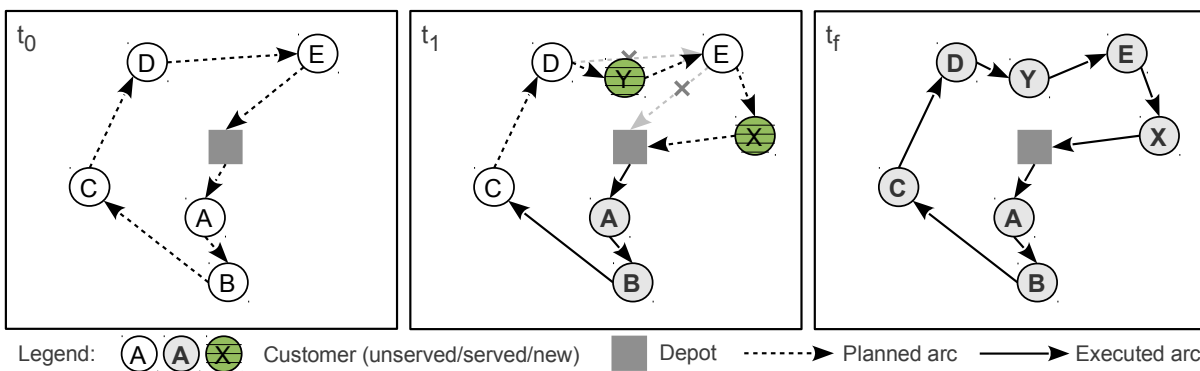 t0
D
E
C
A
B
t1
D
Y
E
X
C
A
B
tf
D
Y
E
X
C
A
B
Legend: A A X Customer (unserved/served/new) Depot Planned arc Executed arc